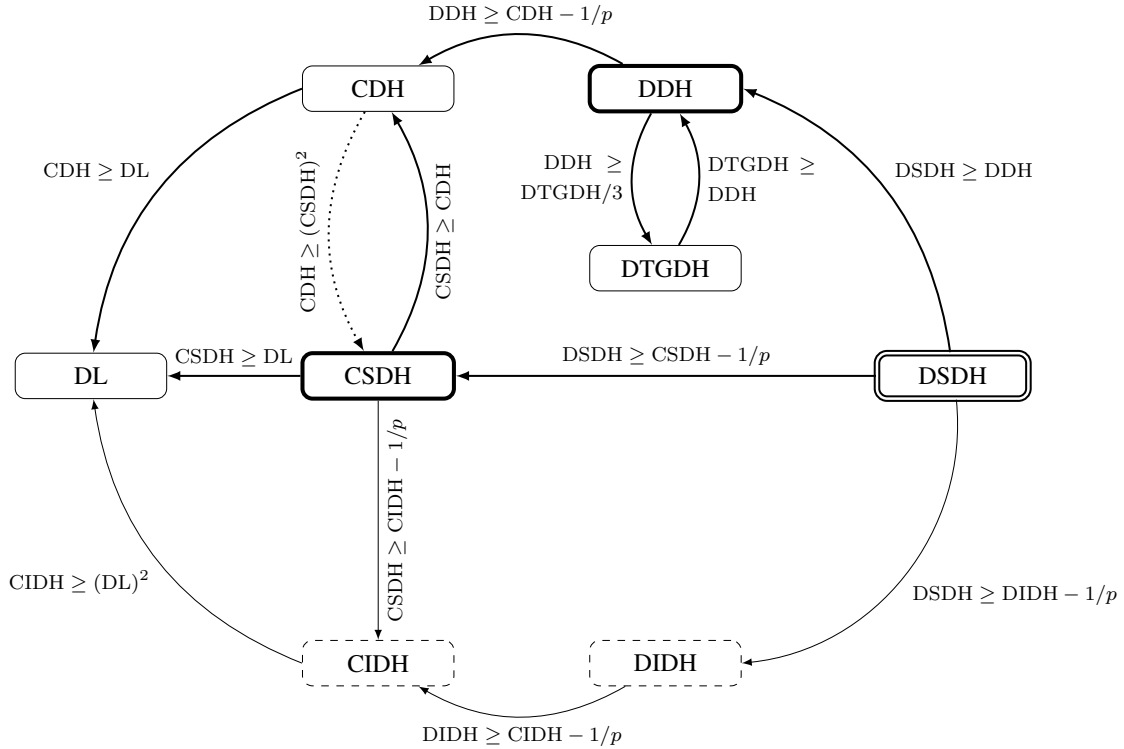 DDH ≥ CDH − 1/p
CDH
DDH
CDH ≥ DL
CDH ≥ (CSDH)²
CSDH ≥ CDH
DDH ≥
DTGDH/3
DTGDH ≥
DDH
DSDH ≥ DDH
DTGDH
DL
CSDH ≥ DL
CSDH
DSDH ≥ CSDH − 1/p
DSDH
CSDH ≥ CIDH − 1/p
CIDH ≥ (DL)²
DSDH ≥ DIDH − 1/p
CIDH
DIDH
DIDH ≥ CIDH − 1/p